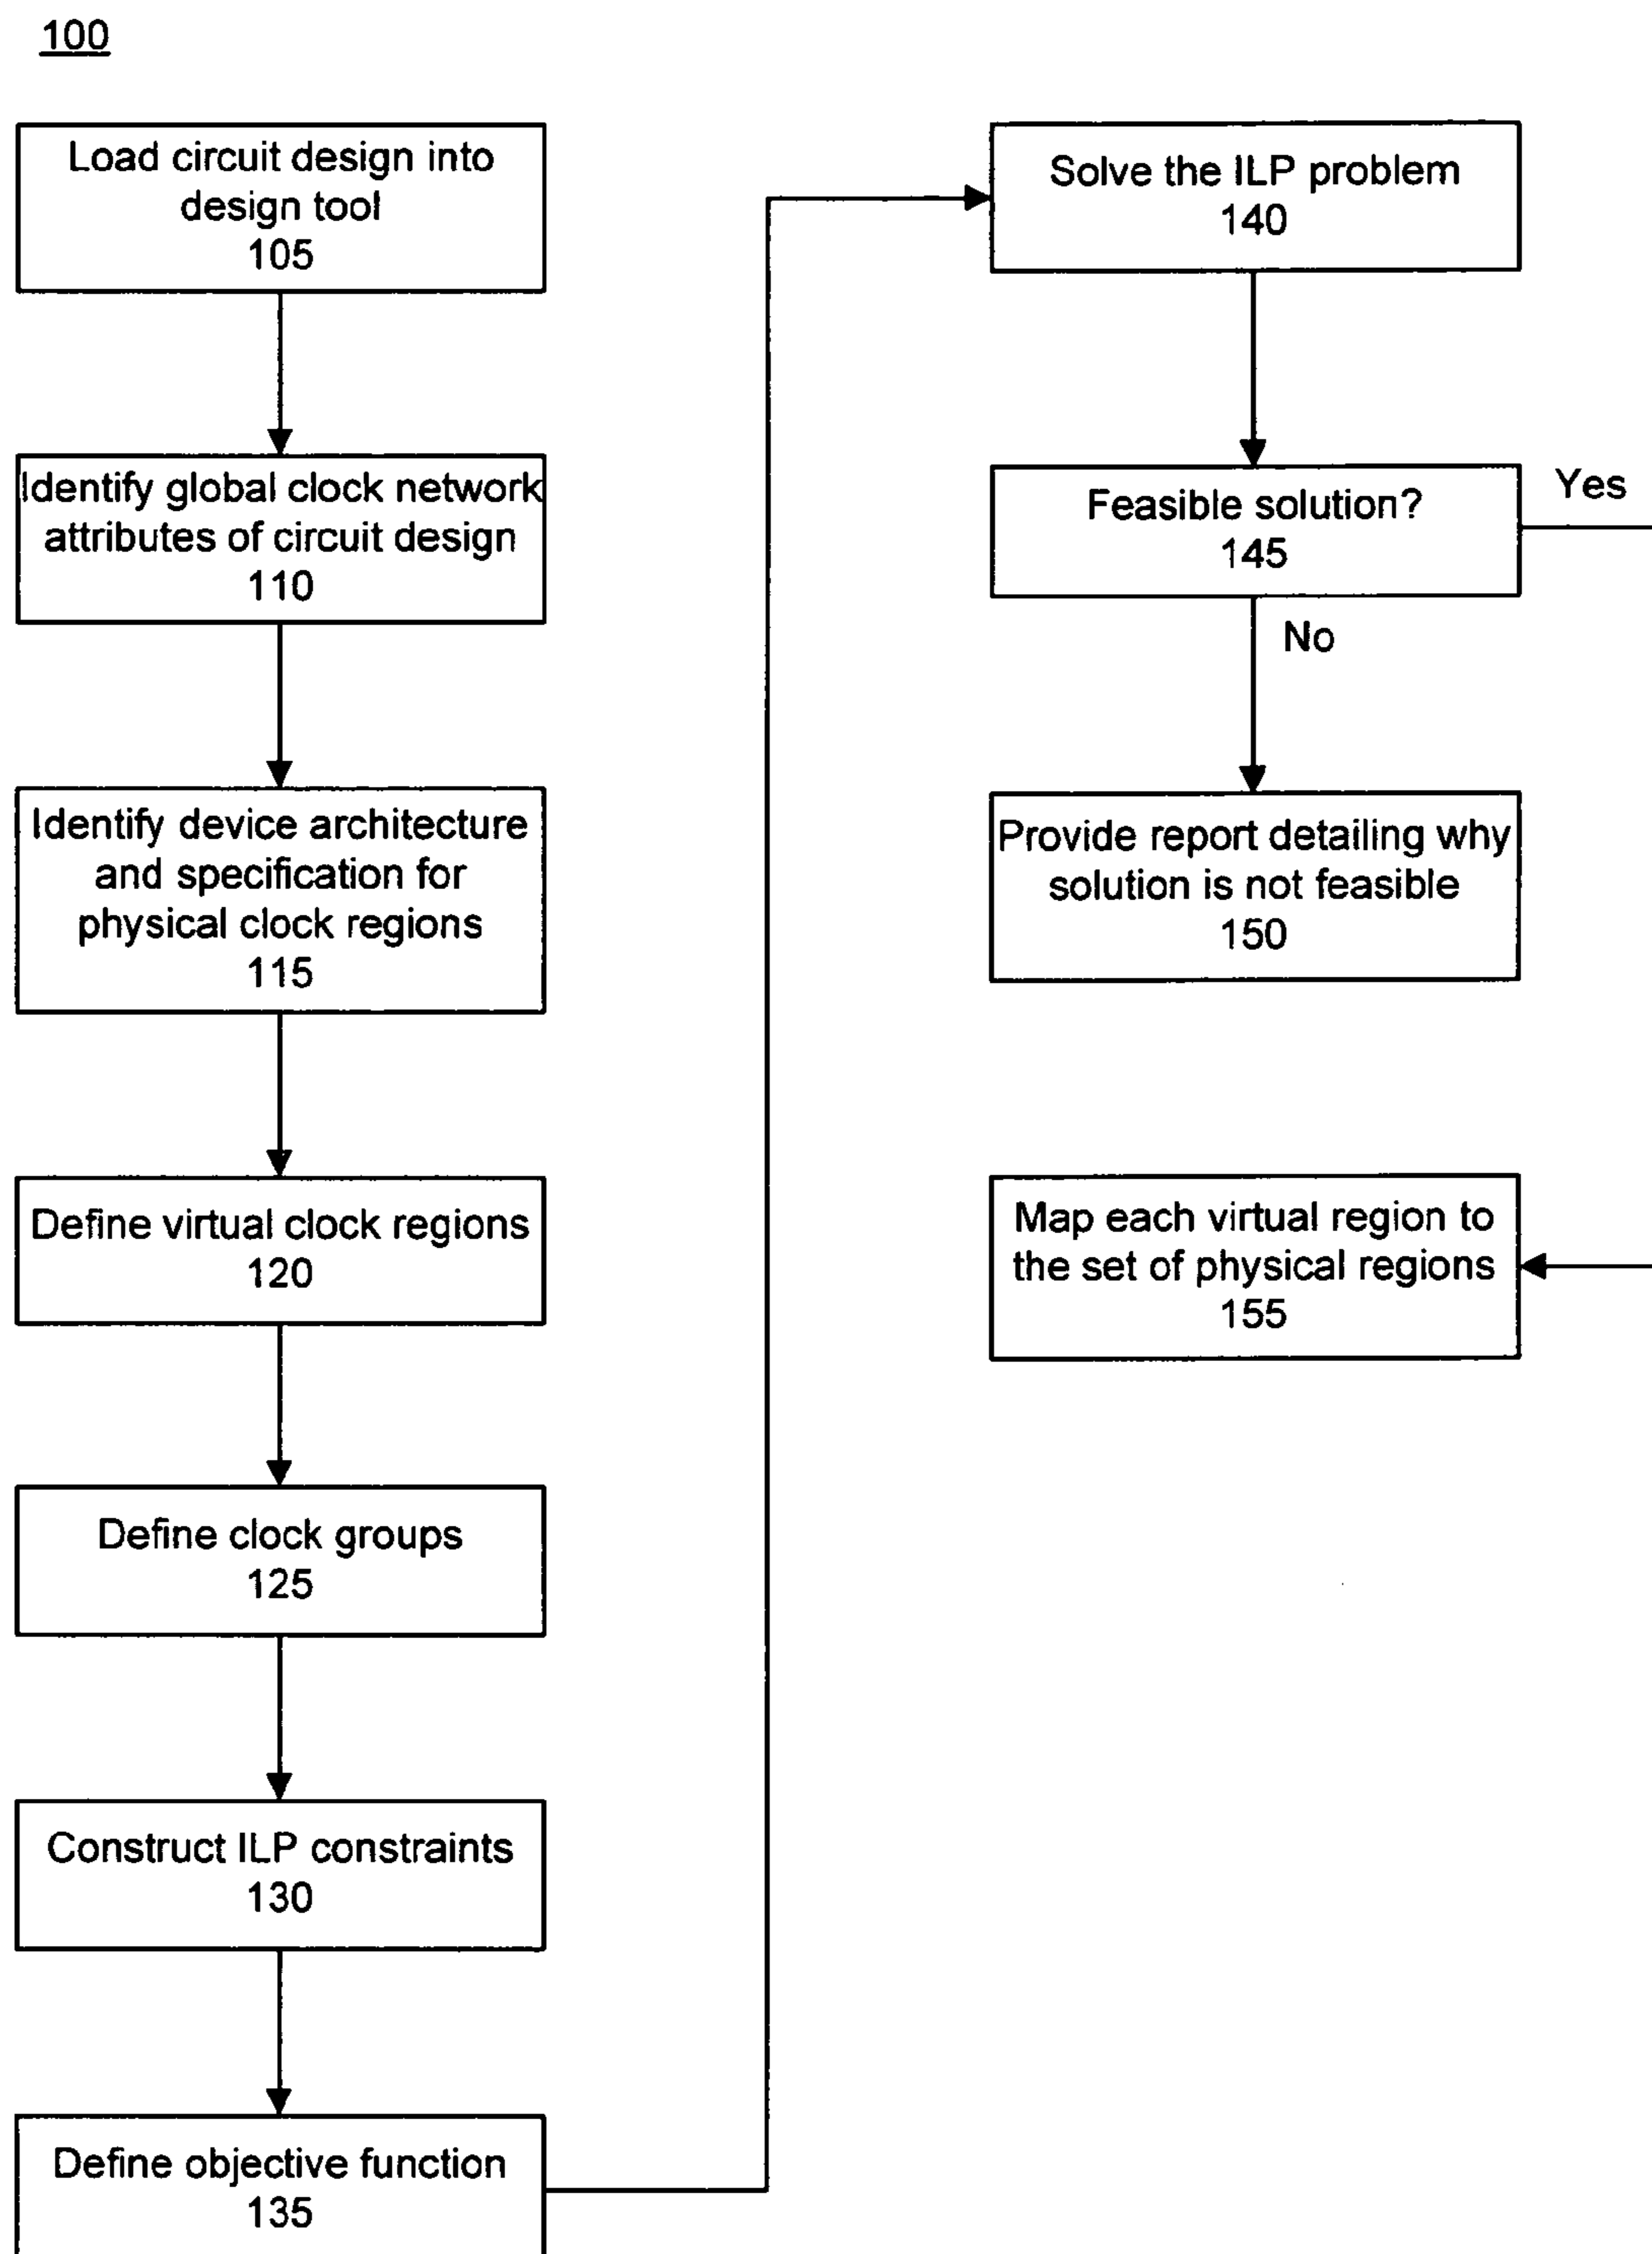 100
Load circuit design into
design tool
105
Identify global clock network
attributes of circuit design
110
Identify device architecture
and specification for
physical clock regions
115
Define virtual clock regions
120
Define clock groups
125
Construct ILP constraints
130
Define objective function
135
Solve the ILP problem
140
Feasible solution?
145
Yes
No
Provide report detailing why
solution is not feasible
150
Map each virtual region to
the set of physical regions
155